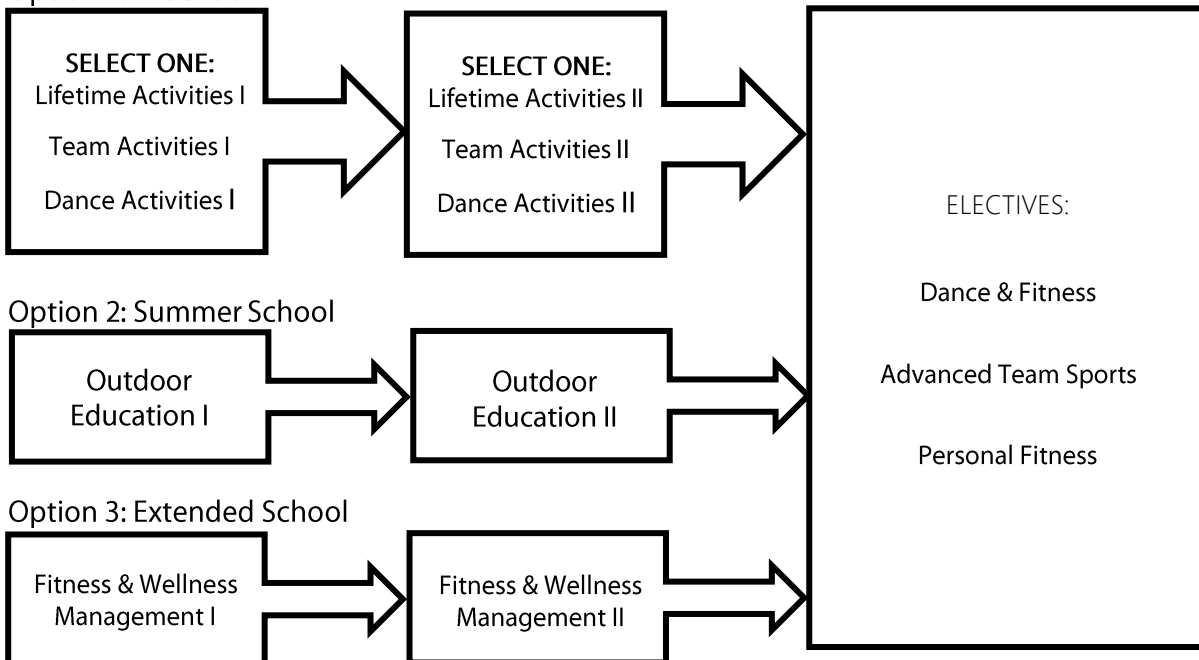 SELECT ONE:
Lifetime Activities I
Team Activities I
Dance Activities I
SELECT ONE:
Lifetime Activities II
Team Activities II
Dance Activities II
ELECTIVES:
Dance & Fitness
Advanced Team Sports
Personal Fitness
Option 2: Summer School
Outdoor
Education I
Outdoor
Education II
Option 3: Extended School
Fitness & Wellness
Management I
Fitness & Wellness
Management II